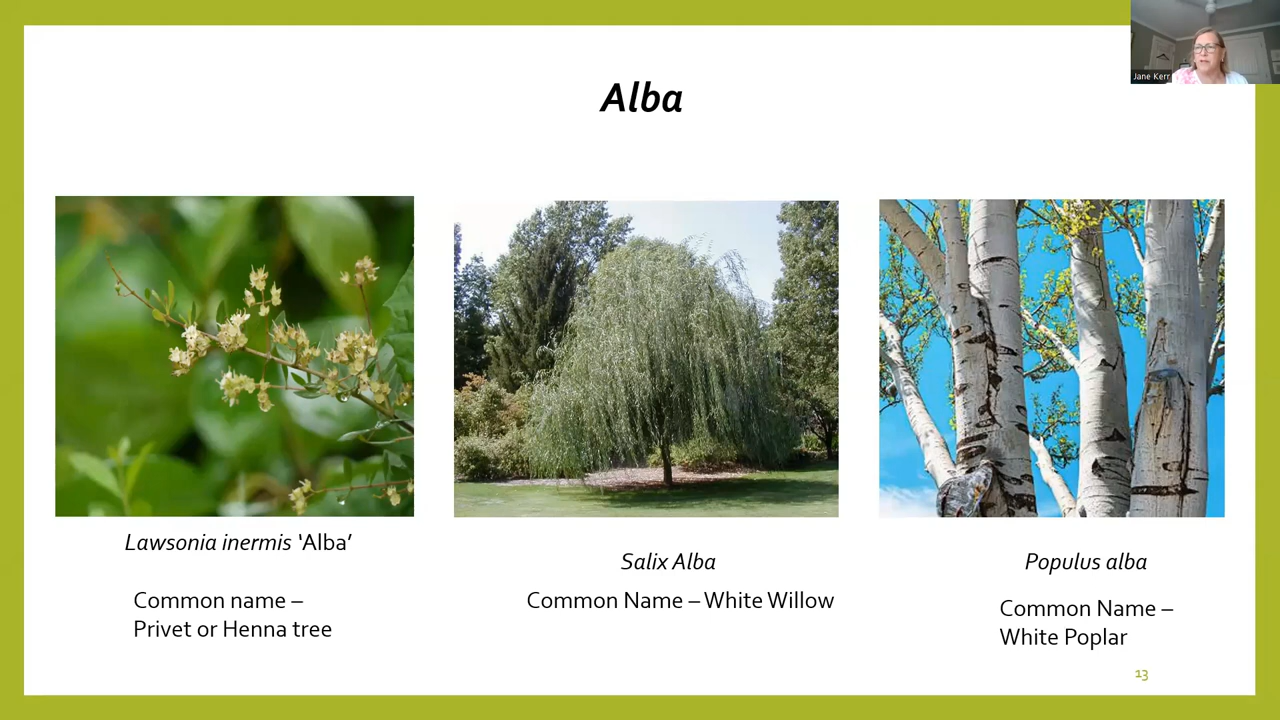 Jane Kerr
Alba
Lawsonia inermis ‘Alba’
Common name –
Privet or Henna tree
Salix Alba
Common Name – White Willow
Populus alba
Common Name –
White Poplar
13